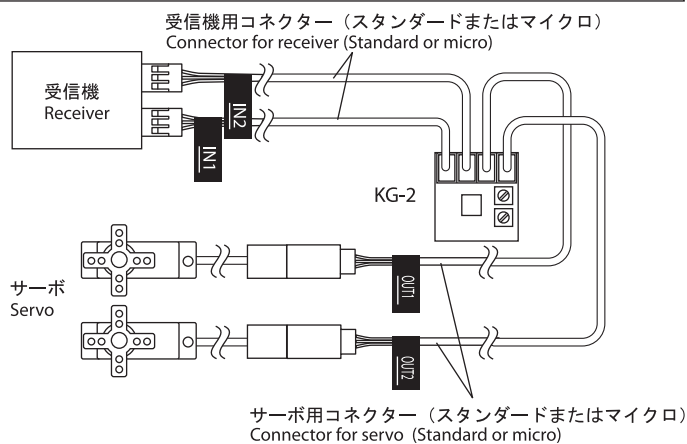 受信機用コネクター（スタンダードまたはマイクロ）
Connector for receiver (Standard or micro)
受信機
Receiver
IN2
IN1
KG-2
サーボ
Servo
OUT1
OUT2
サーボ用コネクター（スタンダードまたはマイクロ）
Connector for servo (Standard or micro)